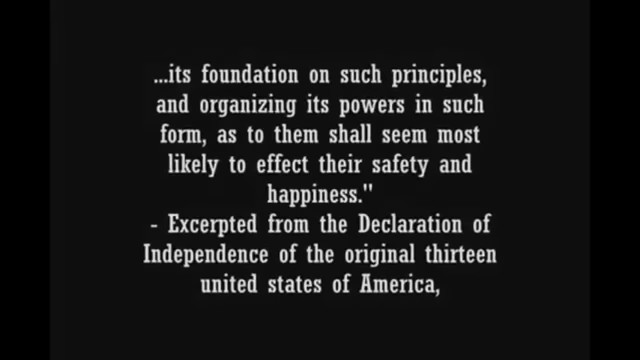 ...its foundation on such principles,
and organizing its powers in such
form, as to them shall seem most
likely to effect their safety and
happiness."
- Excerpted from the Declaration of
Independence of the original thirteen
united states of America,